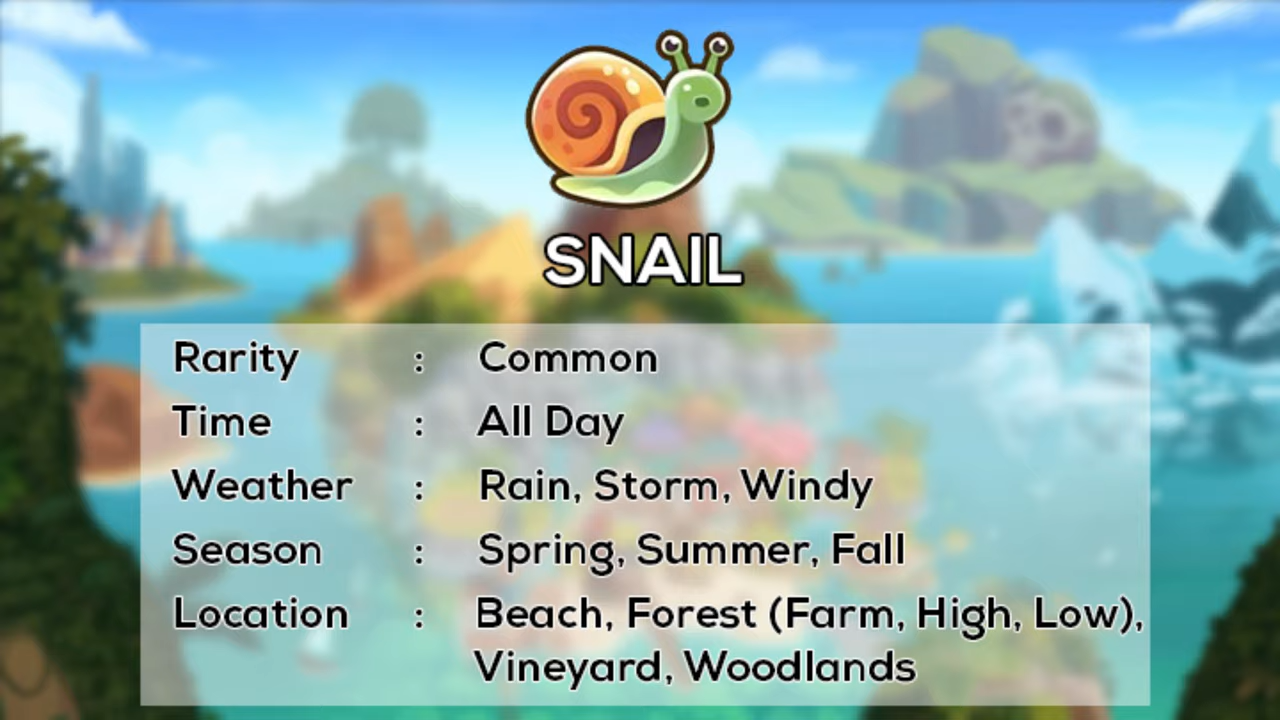 SNAIL
Rarity : Common
Time : All Day
Weather : Rain, Storm, Windy
Season : Spring, Summer, Fall
Location : Beach, Forest (Farm, High, Low),
Vineyard, Woodlands